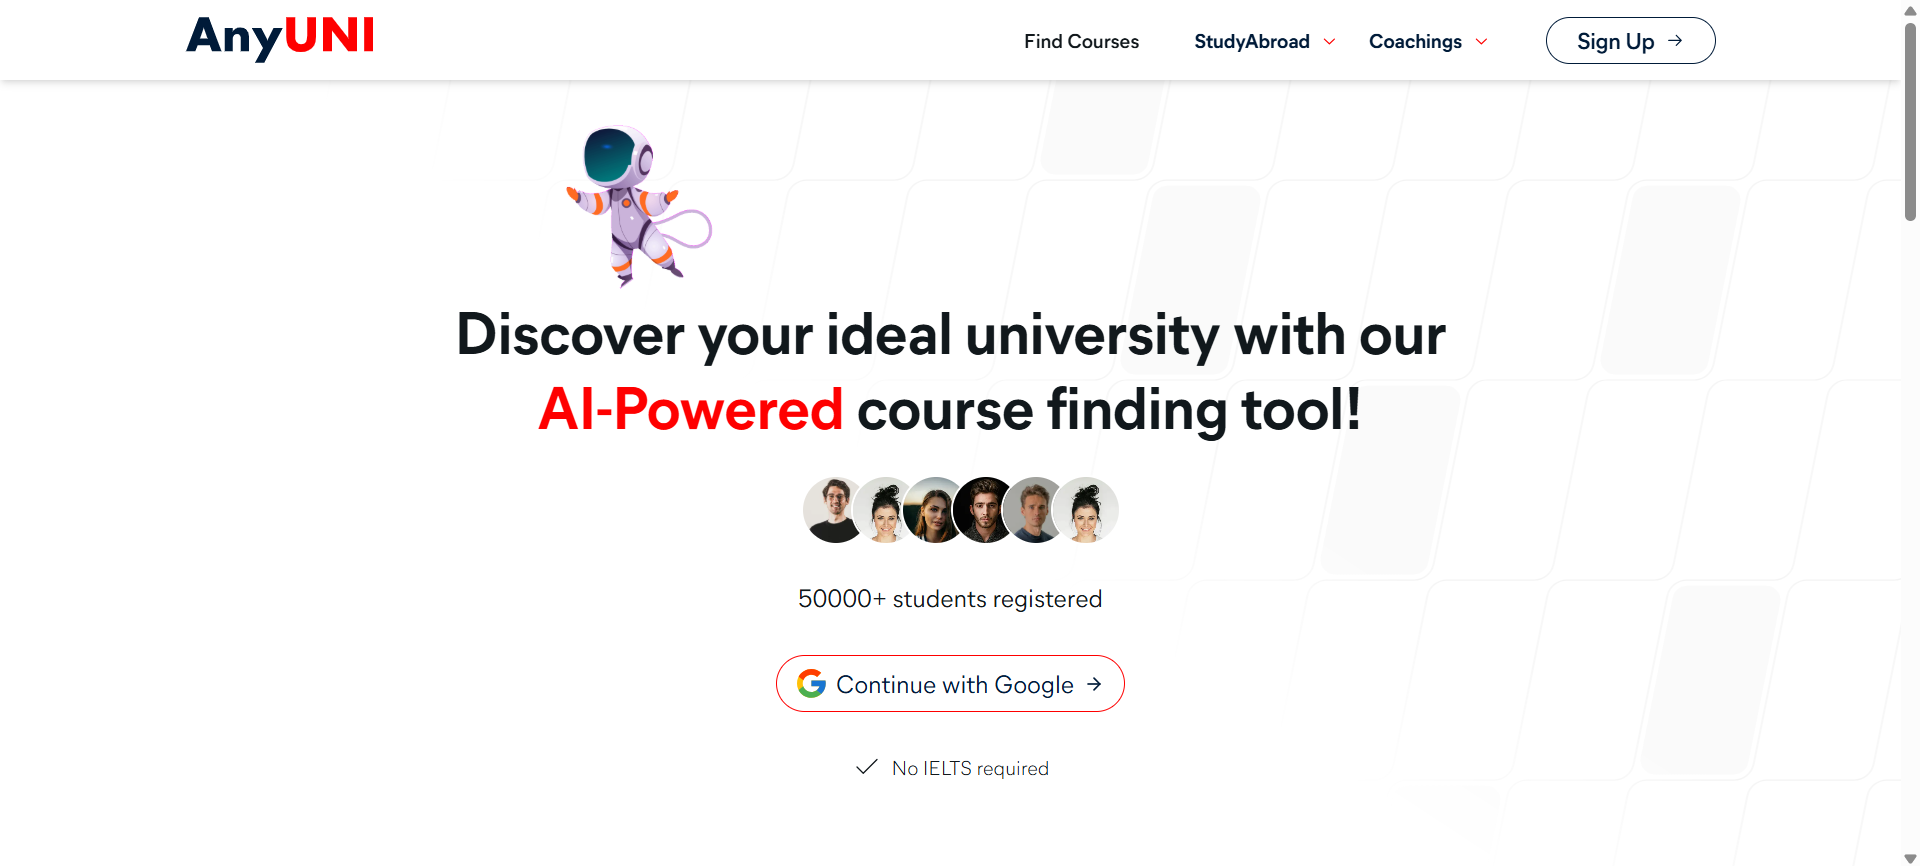 AnyUNI
Find Courses
StudyAbroad
Coachings
Sign Up
Discover your ideal university with our
AI-Powered course finding tool!
50000+ students registered
Continue with Google
No IELTS required